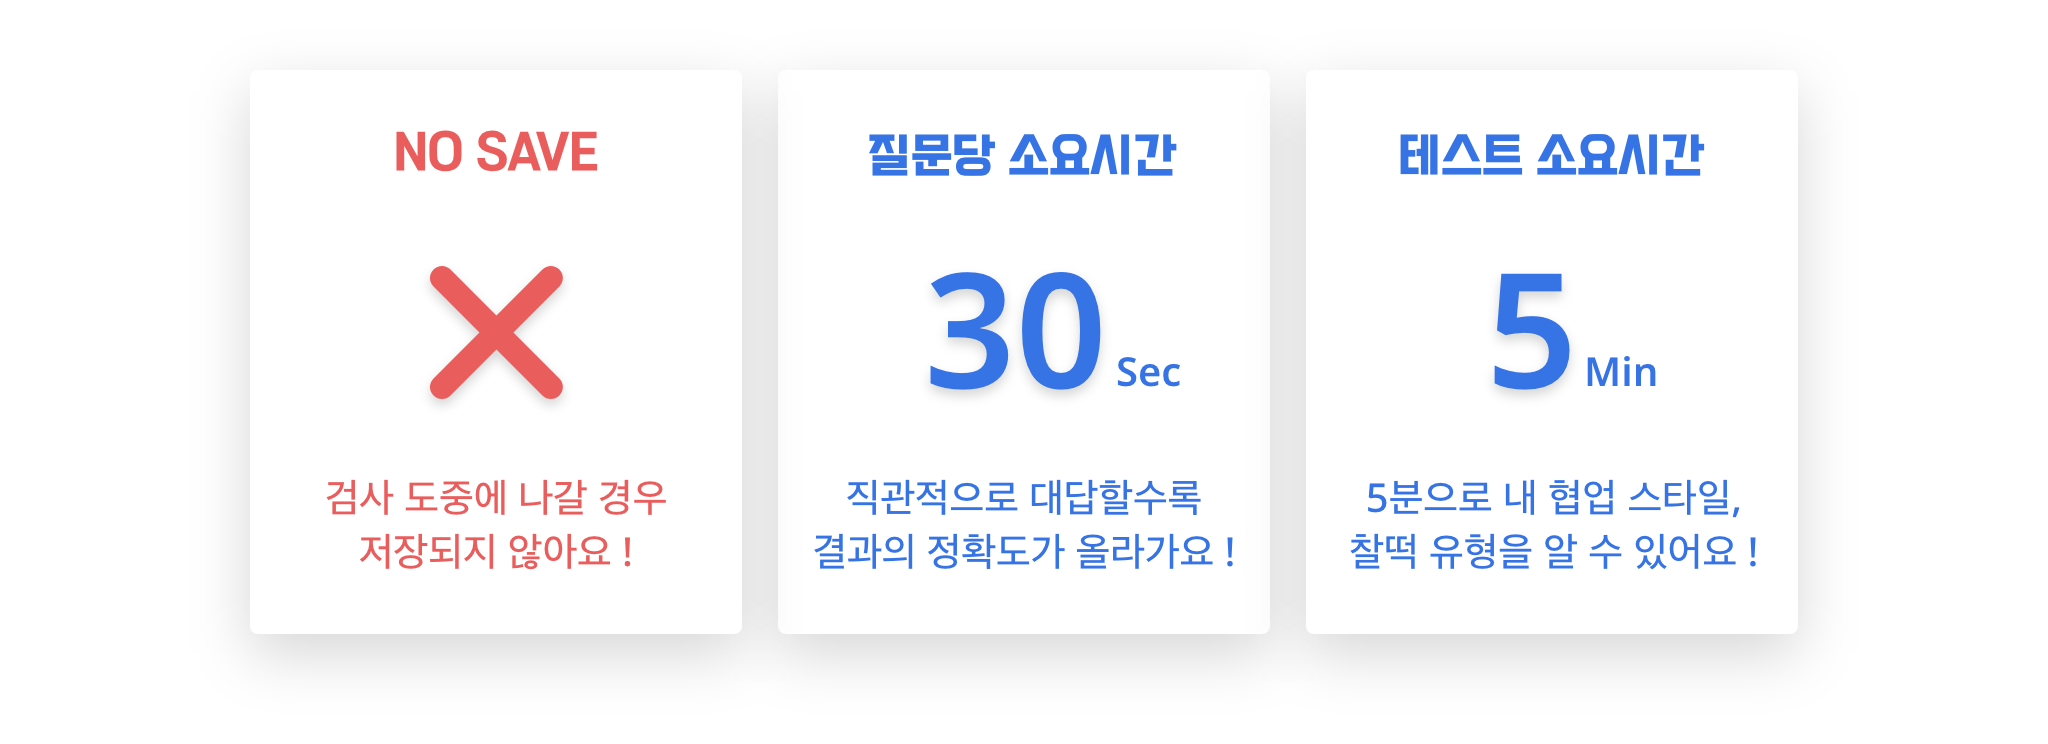 NO SAVE
검사 도중에 나갈 경우
저장되지 않아요 !
질문당 소요시간
30 Sec
직관적으로 대답할수록
결과의 정확도가 올라가요 !
테스트 소요시간
5 Min
5분으로 내 협업 스타일,
찰떡 유형을 알 수 있어요 !